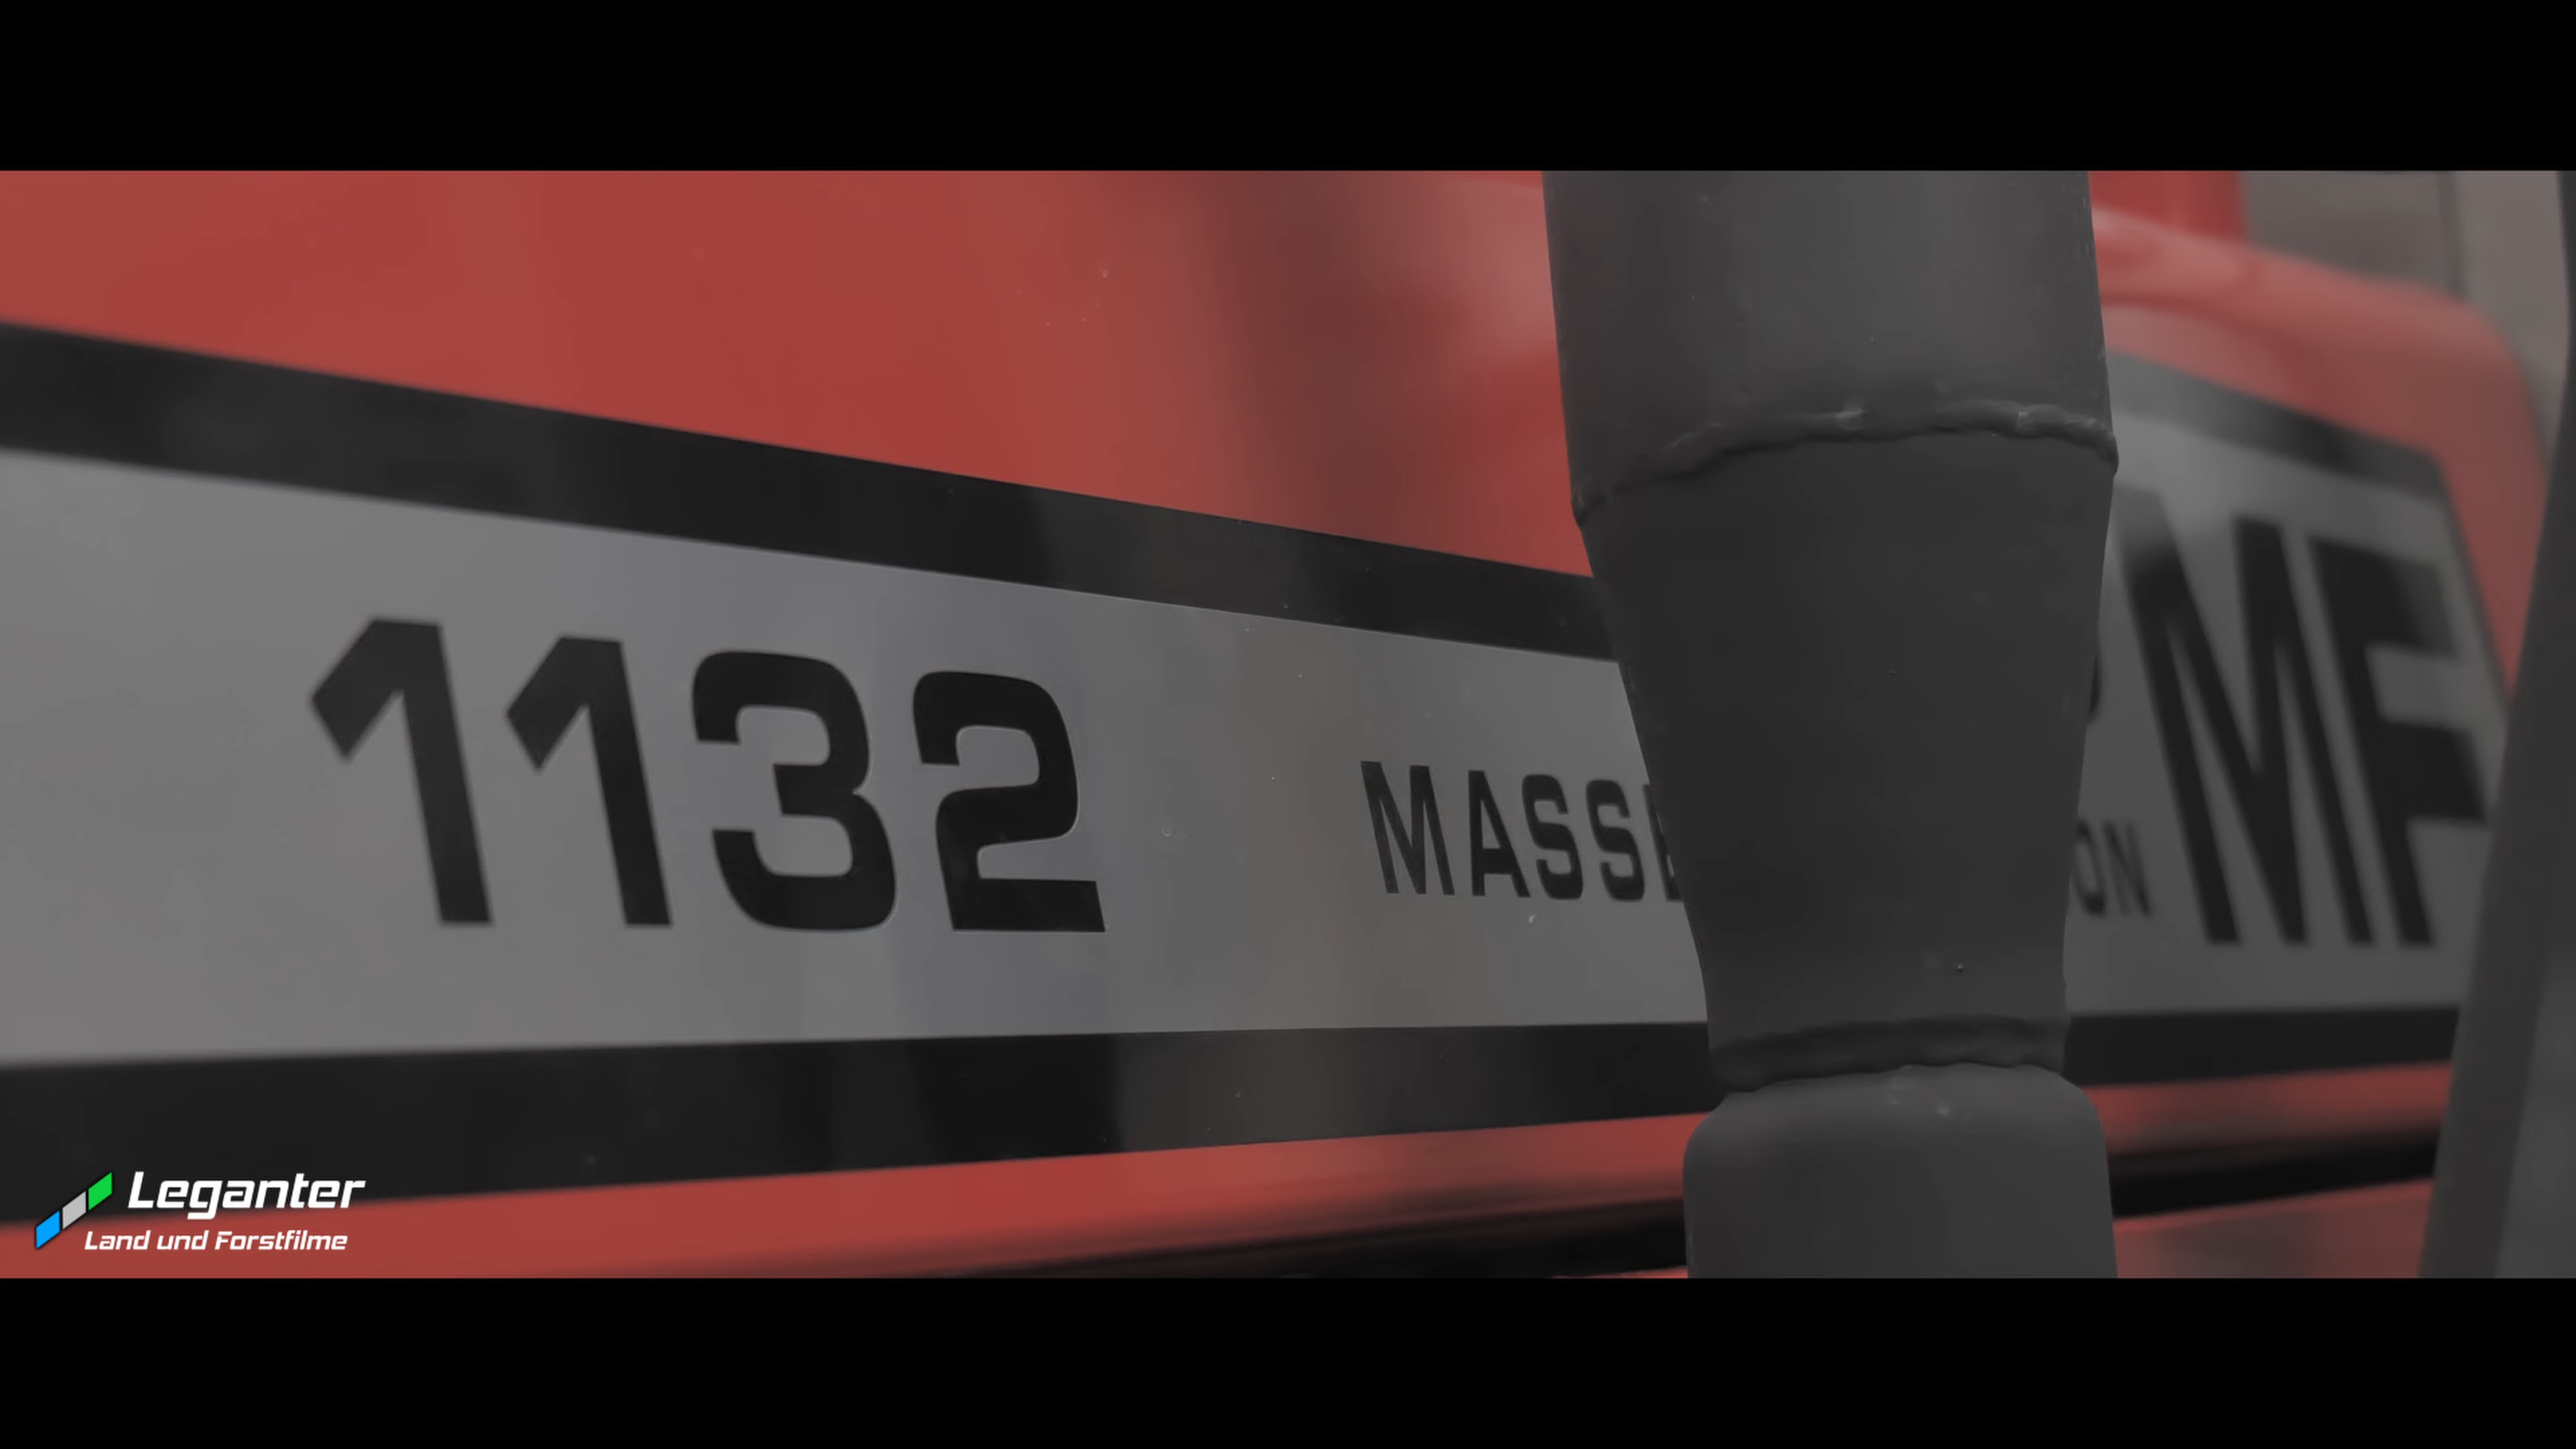 1132
MASSE
ON
MF
Leganter
Land und Forstfilme